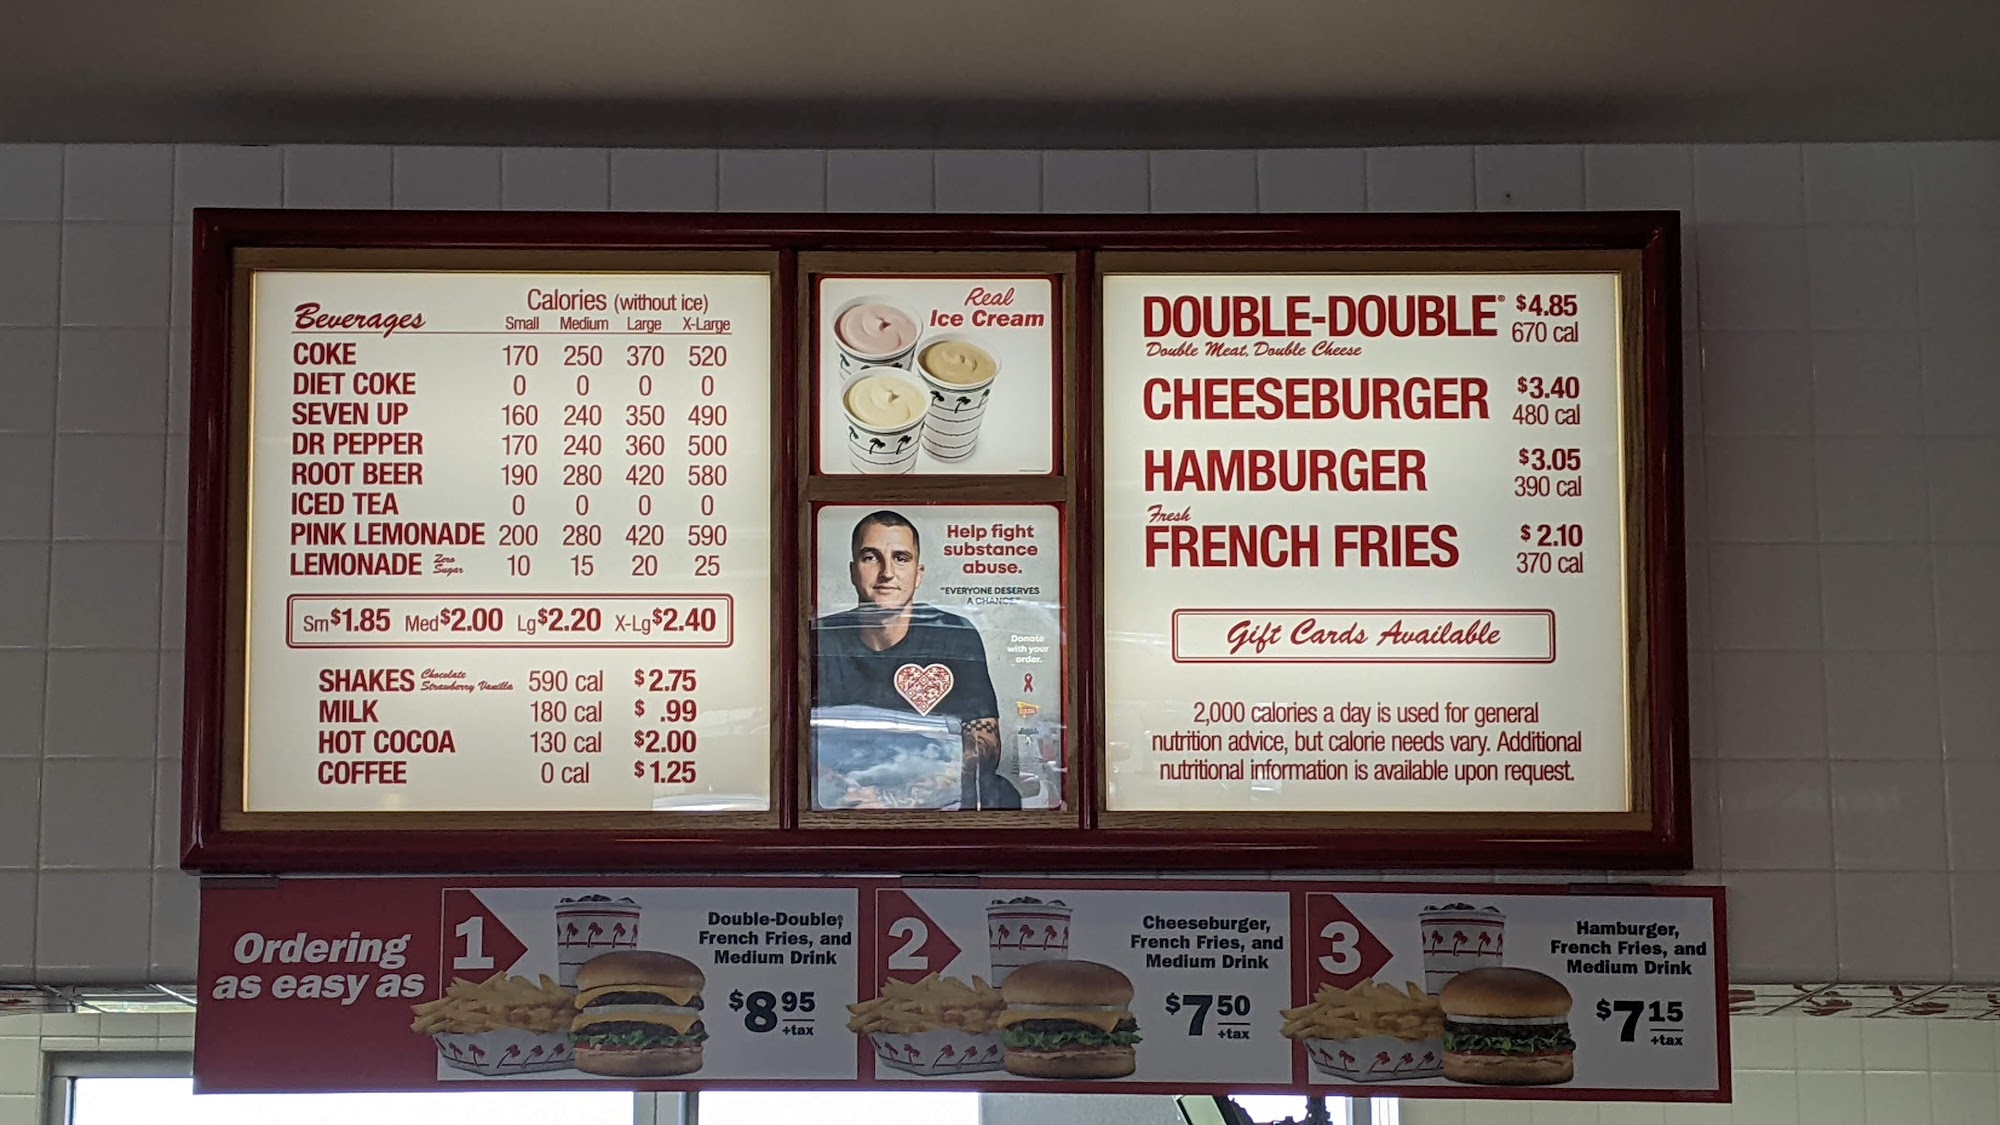 Beverages
Calories (without ice)
Small Medium Large X-Large
COKE 170 250 370 520
DIET COKE 0 0 0 0
SEVEN UP 160 240 350 490
DR PEPPER 170 240 360 500
ROOT BEER 190 280 420 580
ICED TEA 0 0 0 0
PINK LEMONADE 200 280 420 590
LEMONADE Zero Sugar 10 15 20 25
Sm $1.85 Med $2.00 Lg $2.20 X-Lg $2.40
SHAKES Chocolate Strawberry Vanilla 590 cal $2.75
MILK 180 cal $ .99
HOT COCOA 130 cal $2.00
COFFEE 0 cal $1.25
Real
Ice Cream
Help fight
substance
abuse.
"EVERYONE DESERVES
A CHANCE"
Donate
with your
order.
DOUBLE-DOUBLE® $4.85
Double Meat, Double Cheese 670 cal
CHEESEBURGER $3.40
480 cal
HAMBURGER $3.05
390 cal
Fresh
FRENCH FRIES $2.10
370 cal
Gift Cards Available
2,000 calories a day is used for general
nutrition advice, but calorie needs vary. Additional
nutritional information is available upon request.
Ordering
as easy as
1
Double-Double®,
French Fries, and
Medium Drink
$8 95
+tax
2
Cheeseburger,
French Fries, and
Medium Drink
$7 50
+tax
3
Hamburger,
French Fries, and
Medium Drink
$7 15
+tax